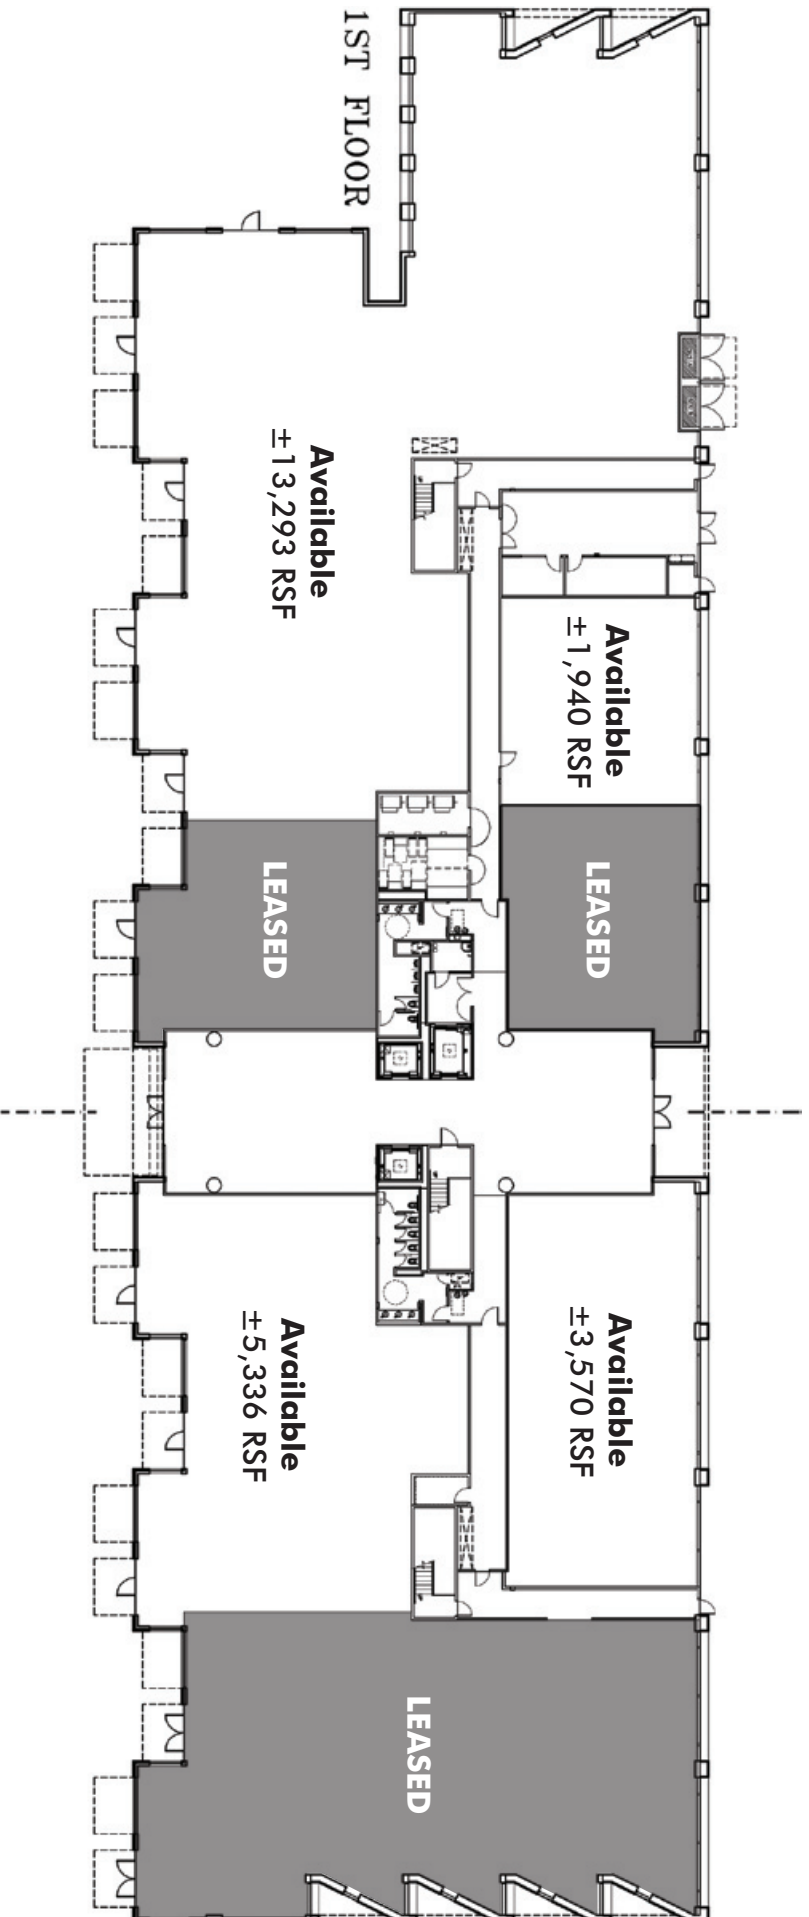 1ST FLOOR
Available
±13,293 RSF
Available
±1,940 RSF
LEASED
LEASED
Available
±5,336 RSF
Available
±3,570 RSF
LEASED